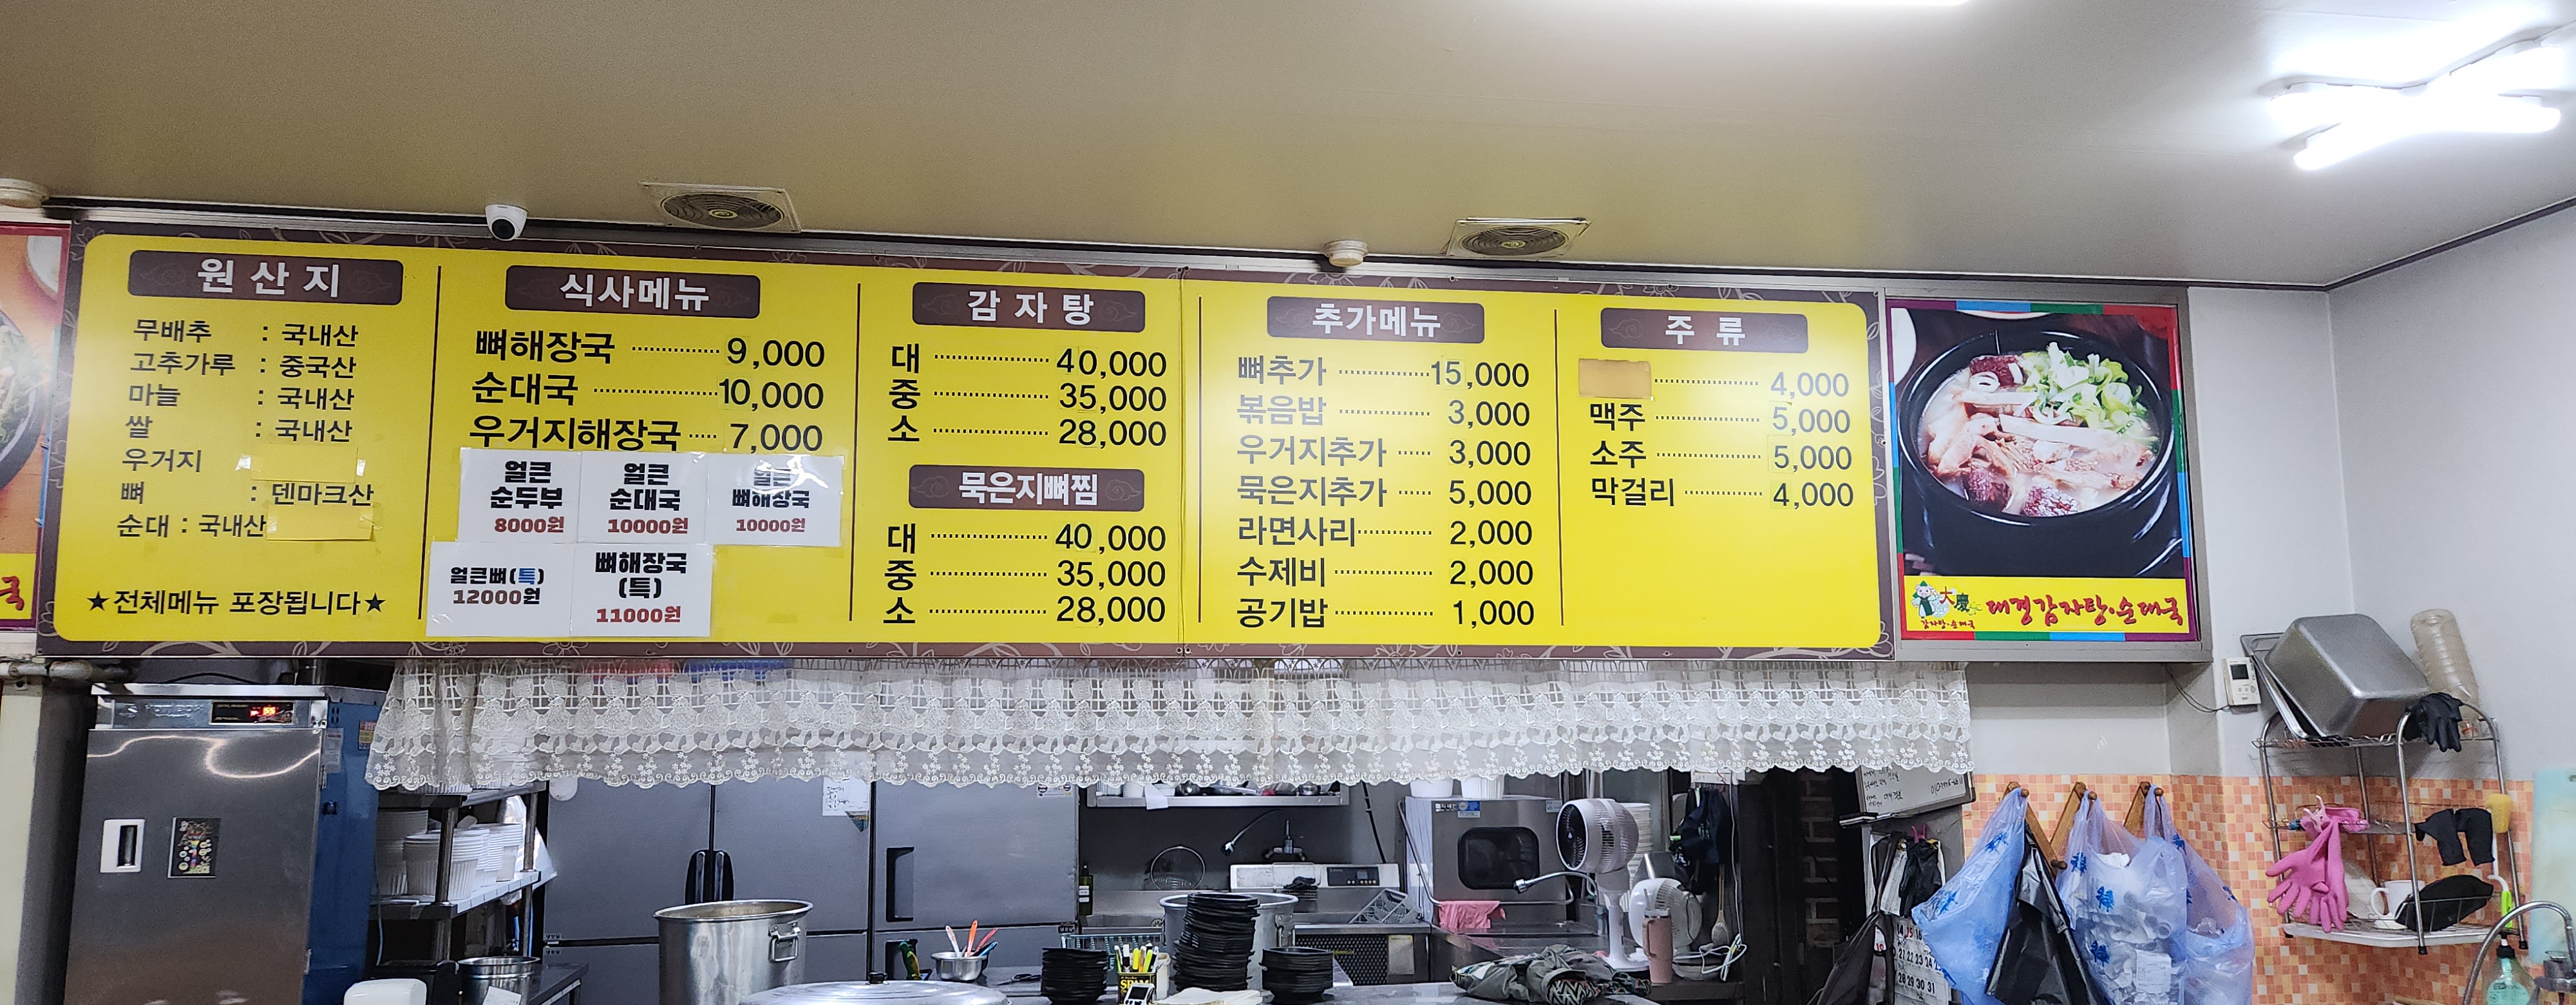 원 산 지
무배추 : 국내산
고추가루 : 중국산
마늘 : 국내산
쌀 : 국내산
우거지
뼈 : 덴마크산
순대 : 국내산
★전체메뉴 포장됩니다★
식사메뉴
뼈해장국 9,000
순대국 10,000
우거지해장국 7,000
얼큰
순두부
8000원
얼큰
순대국
10000원
얼큰
뼈해장국
10000원
얼큰뼈(특)
12000원
뼈해장국
(특)
11000원
감 자 탕
대 40,000
중 35,000
소 28,000
묵은지뼈찜
대 40,000
중 35,000
소 28,000
추가메뉴
뼈추가 15,000
볶음밥 3,000
우거지추가 3,000
묵은지추가 5,000
라면사리 2,000
수제비 2,000
공기밥 1,000
주 류
4,000
맥주 5,000
소주 5,000
막걸리 4,000
大慶
감자탕·순대국
대경감자탕·순대국
국